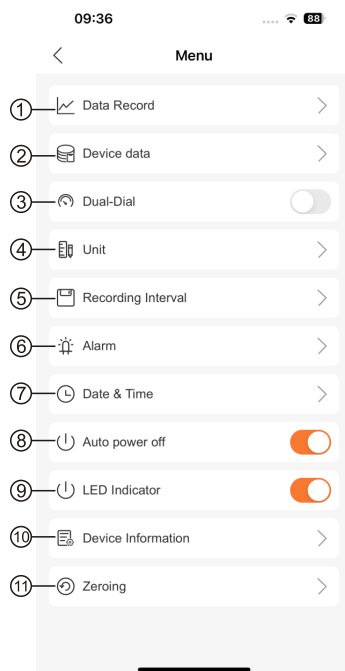 09:36
88
Menu
1 Data Record
2 Device data
3 Dual-Dial
4 Unit
5 Recording Interval
6 Alarm
7 Date & Time
8 Auto power off
9 LED Indicator
10 Device Information
11 Zeroing